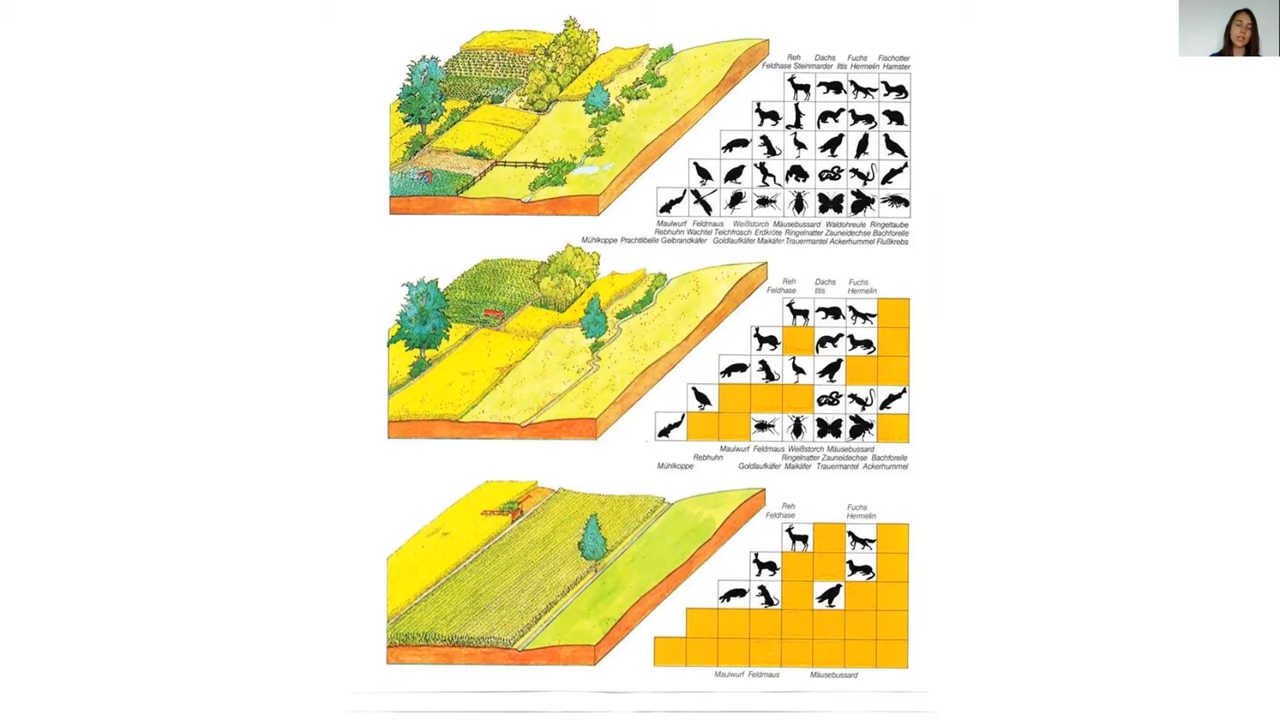 Reh Dachs Fuchs Fischotter
Feldhase Steinmarder Iltis Hermelin Hamster
Maulwurf Feldmaus Weißstorch Mäusebussard Waldohreule Ringeltaube
Rebhuhn Wachtel Teichfrosch Erdkröte Ringelnatter Zauneidechse Bachforelle
Mühlkoppe Prachtlibelle Gelbrandkäfer Goldlaufkäfer Maikäfer Trauermantel Ackerhummel Flußkrebs
Reh Dachs Fuchs
Feldhase Iltis Hermelin
Maulwurf Feldmaus Weißstorch Mäusebussard
Rebhuhn Ringelnatter Zauneidechse Bachforelle
Mühlkoppe Goldlaufkäfer Maikäfer Trauermantel Ackerhummel
Reh Fuchs
Feldhase Hermelin
Maulwurf Feldmaus Mäusebussard